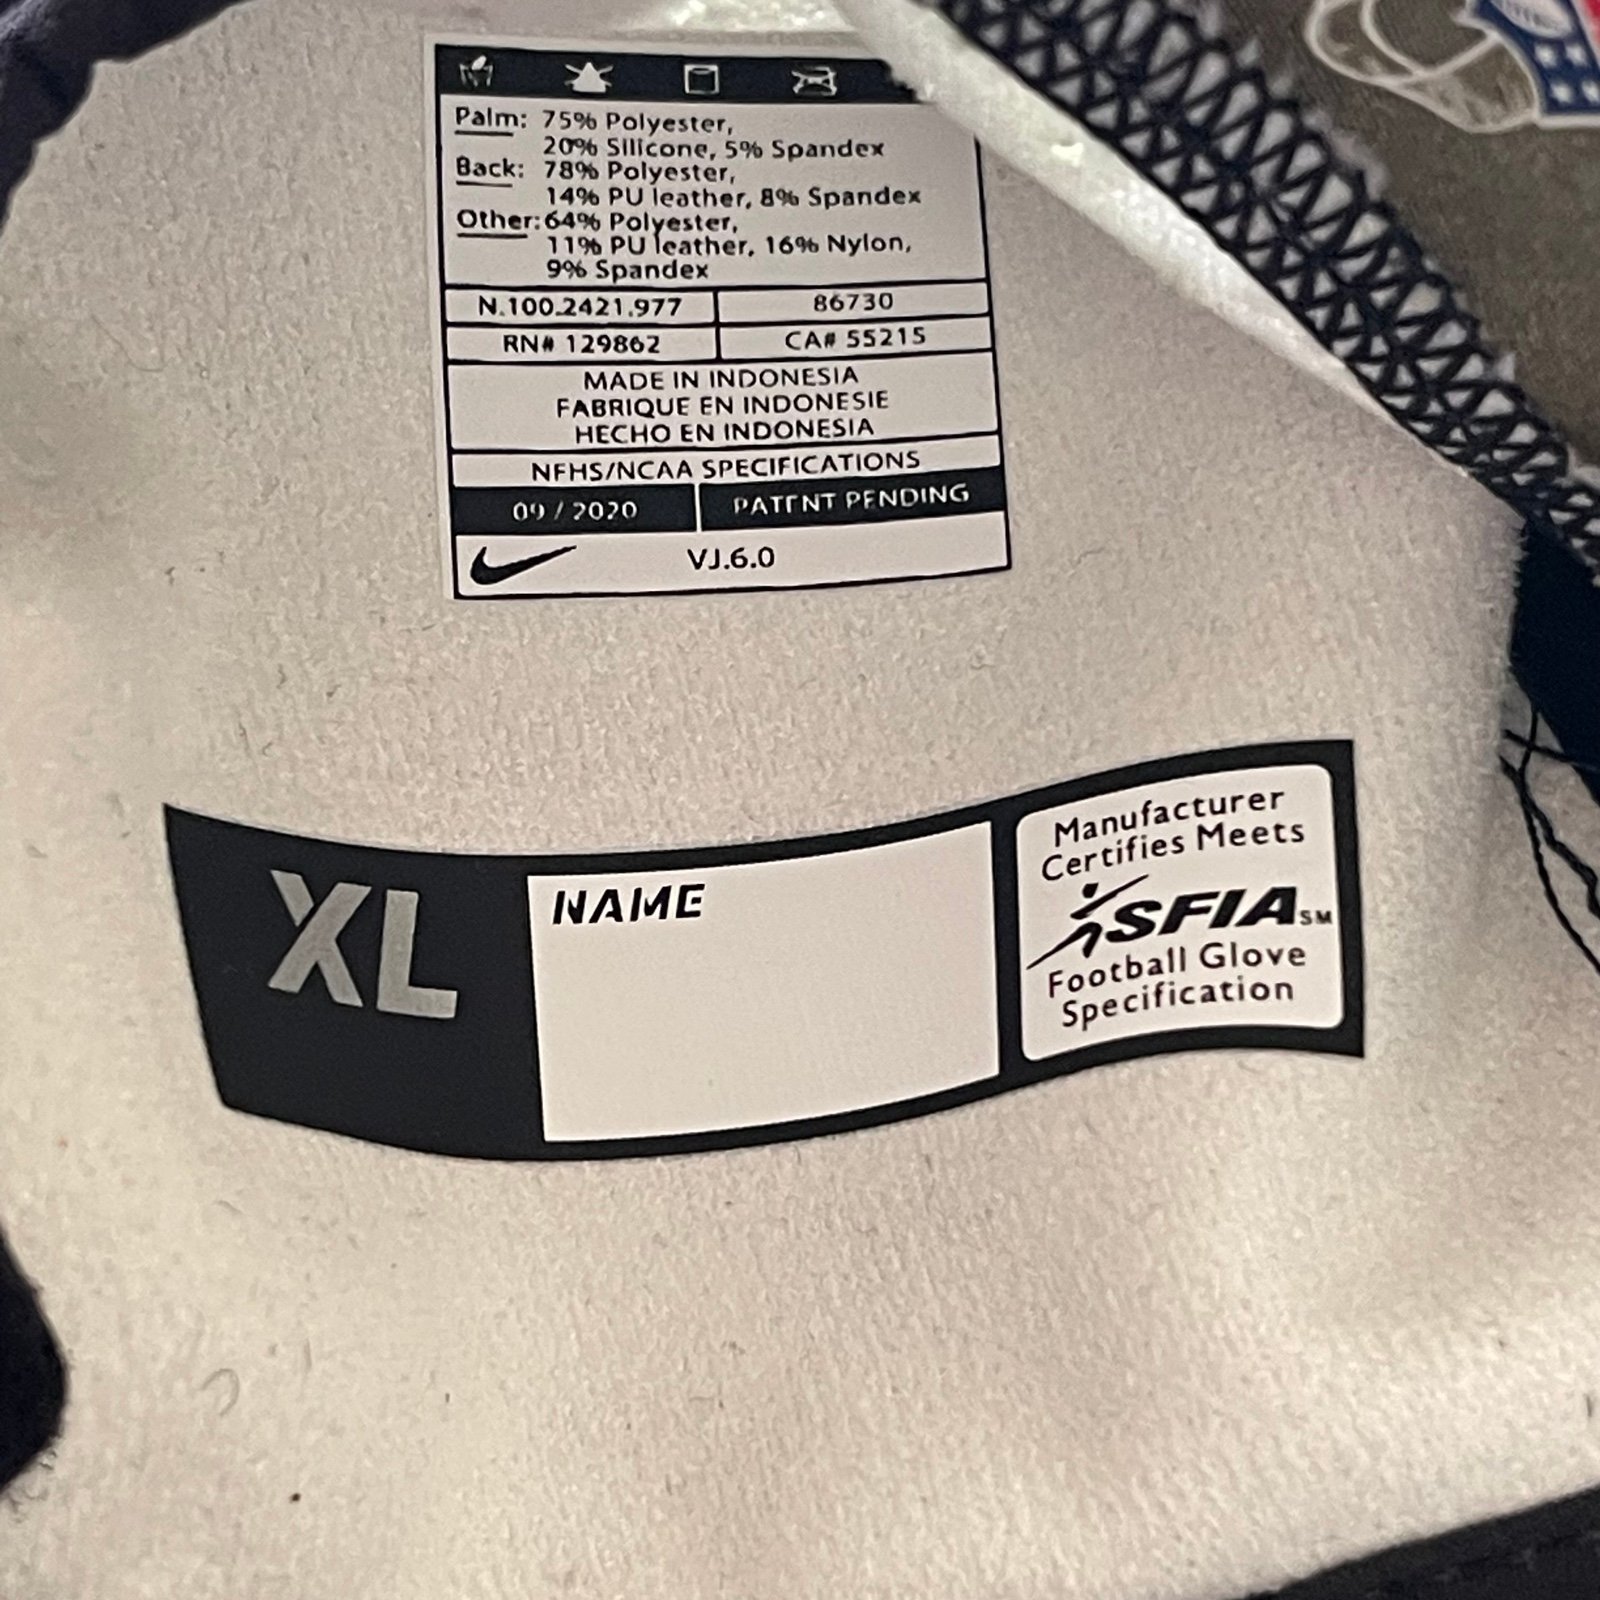 Palm: 75% Polyester,
20% Silicone, 5% Spandex
Back: 78% Polyester,
14% PU leather, 8% Spandex
Other: 64% Polyester,
11% PU leather, 16% Nylon,
9% Spandex
N.100.2421.977 86730
RN# 129862 CA# 55215
MADE IN INDONESIA
FABRIQUE EN INDONESIE
HECHO EN INDONESIA
NFHS/NCAA SPECIFICATIONS
09 / 2020 PATENT PENDING
VJ.6.0
XL
NAME
Manufacturer
Certifies Meets
SFIA SM
Football Glove
Specification